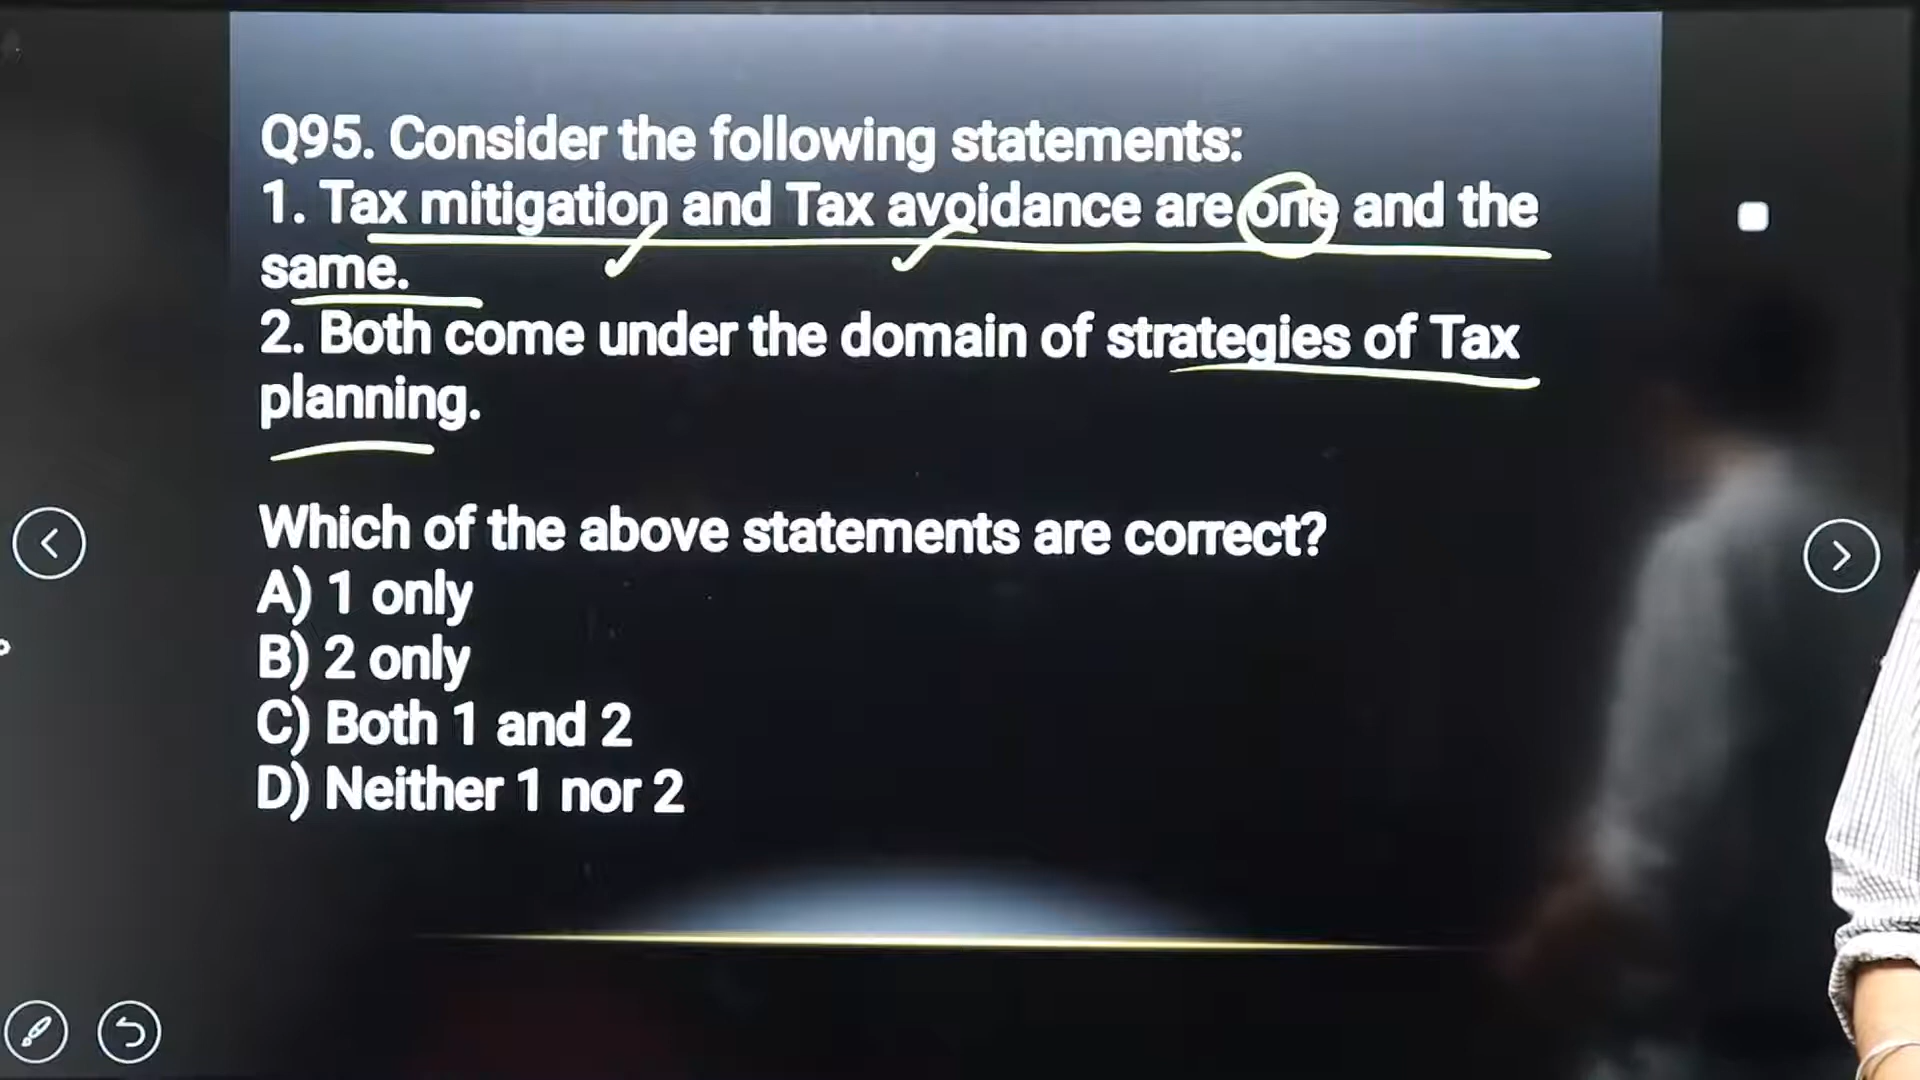 Q95. Consider the following statements:
1. Tax mitigation and Tax avoidance are one and the
same.
2. Both come under the domain of strategies of Tax
planning.
Which of the above statements are correct?
A) 1 only
B) 2 only
C) Both 1 and 2
D) Neither 1 nor 2